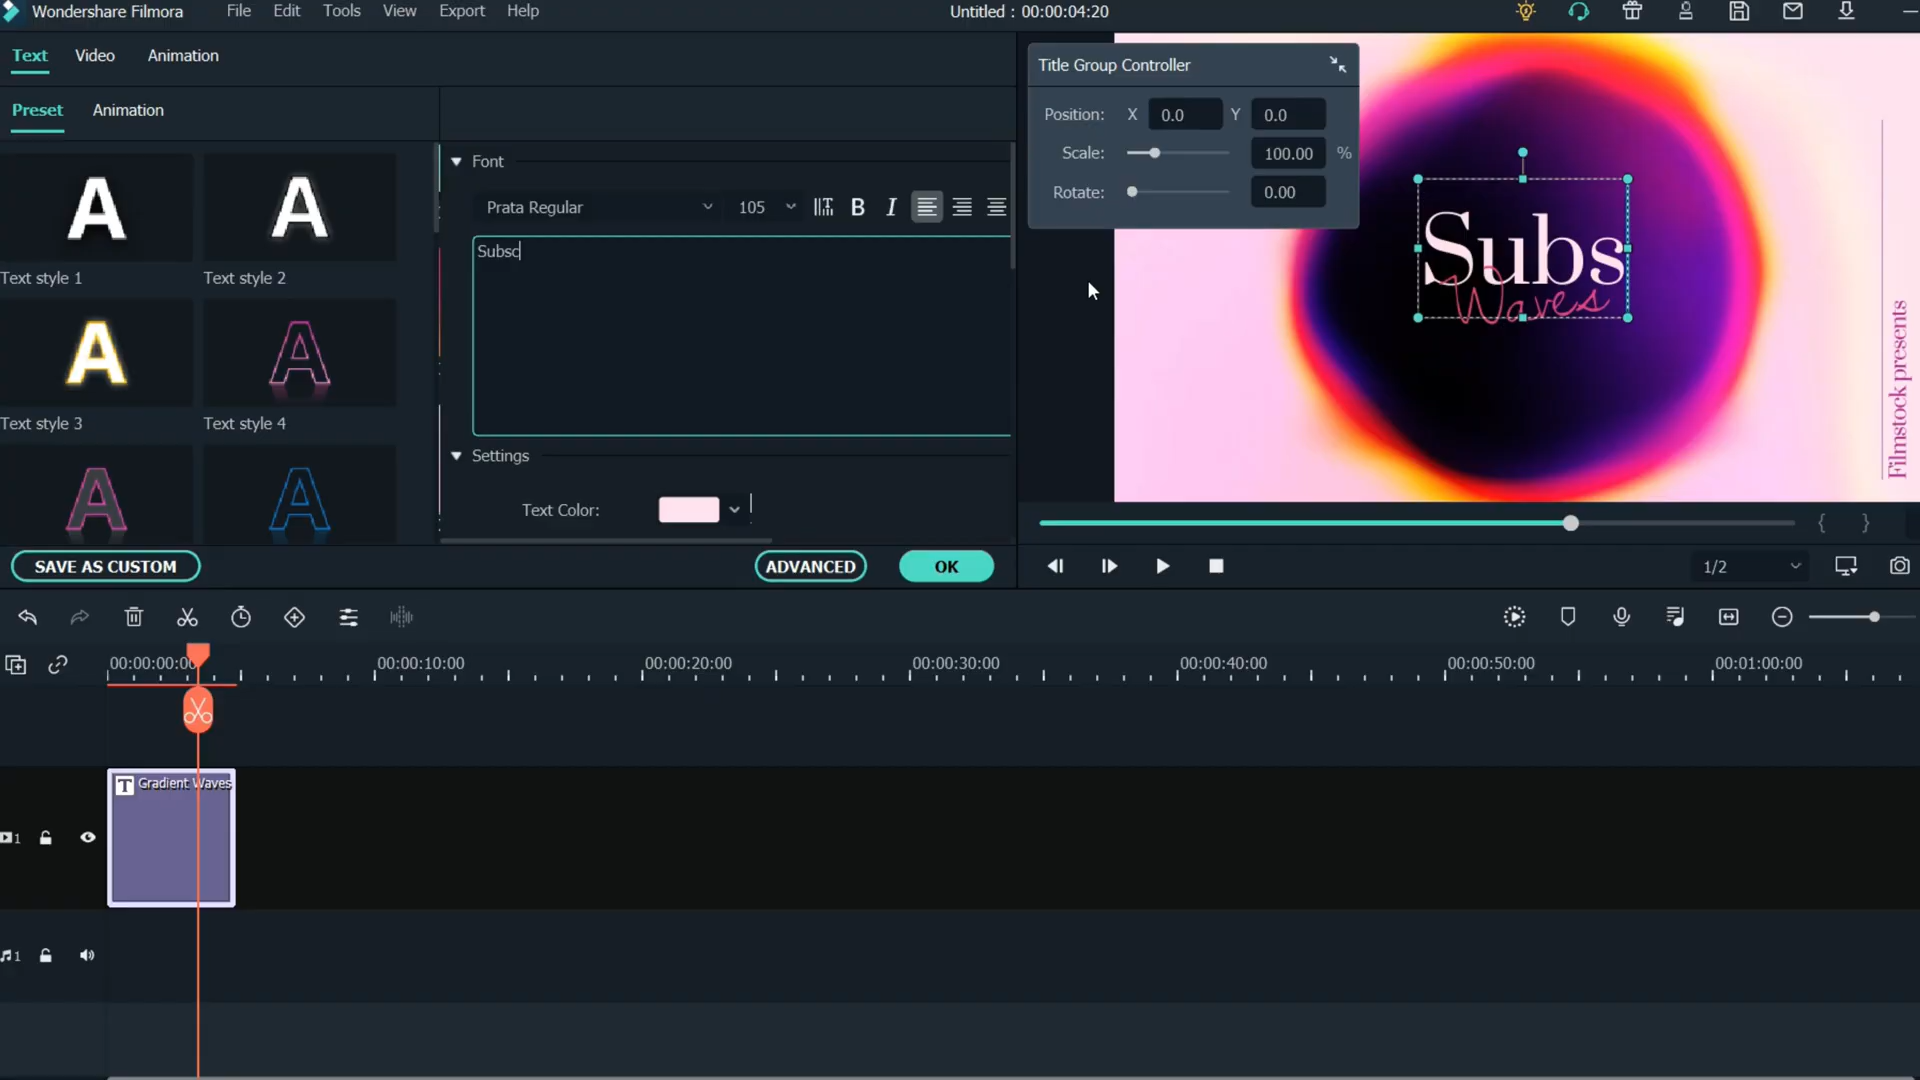 Wondershare Filmora File Edit Tools View Export Help Untitled : 00:00:04:20
Text Video Animation
Preset Animation
Text style 1 Text style 2
Text style 3 Text style 4
Font
Prata Regular 105 B I
Subsc
Settings
Text Color:
SAVE AS CUSTOM ADVANCED OK
Title Group Controller
Position: X 0.0 Y 0.0
Scale: 100.00 %
Rotate: 0.00
Subs
Waves
Filmstock presents
1/2
00:00:00:0 00:00:10:00 00:00:20:00 00:00:30:00 00:00:40:00 00:00:50:00 00:01:00:00
T Gradient Waves
1
1